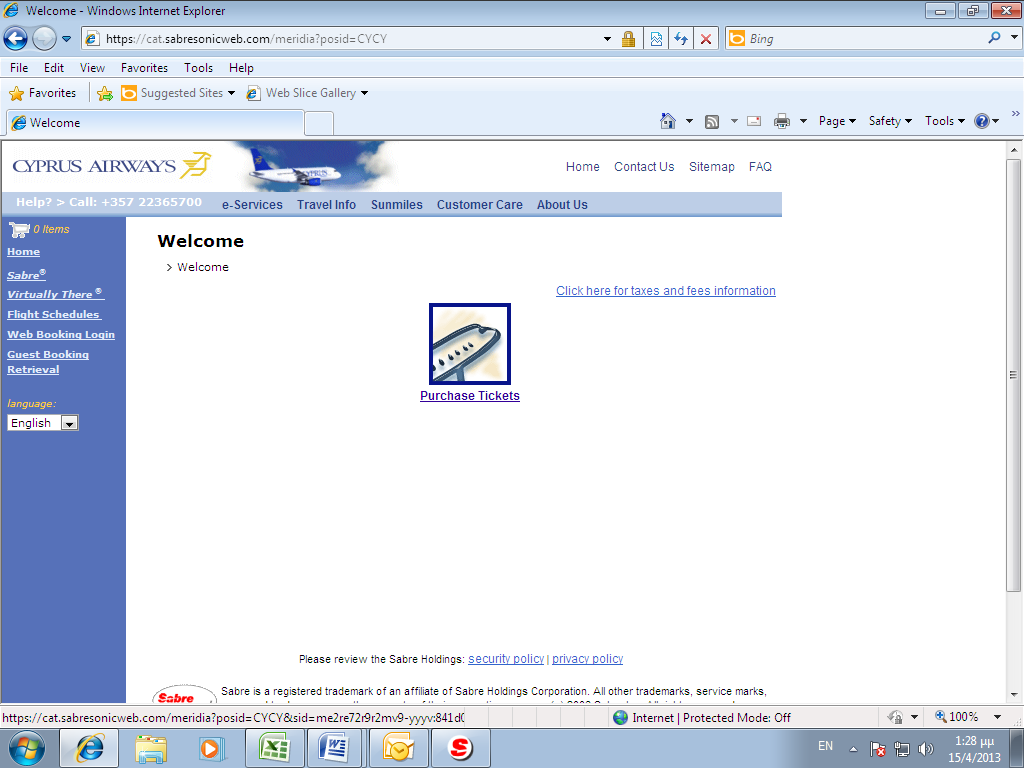 Welcome - Windows Internet Explorer
https://cat.sabresonicweb.com/meridia?posid=CYCY
Bing
File Edit View Favorites Tools Help
Favorites Suggested Sites Web Slice Gallery
Welcome
Page Safety Tools
CYPRUS AIRWAYS
CYPRUS
Home Contact Us Sitemap FAQ
Help? > Call: +357 22365700 e-Services Travel Info Sunmiles Customer Care About Us
0 Items
Home
Sabre®
Virtually There ®
Flight Schedules
Web Booking Login
Guest Booking
Retrieval
language:
English
Welcome
> Welcome
Click here for taxes and fees information
Purchase Tickets
Please review the Sabre Holdings: security policy | privacy policy
Sabre
Sabre is a registered trademark of an affiliate of Sabre Holdings Corporation. All other trademarks, service marks,
https://cat.sabresonicweb.com/meridia?posid=CYCY&sid=me2re72r9r2mv9-yyyv:841d0
Internet | Protected Mode: Off
100%
EN
1:28 μμ
15/4/2013